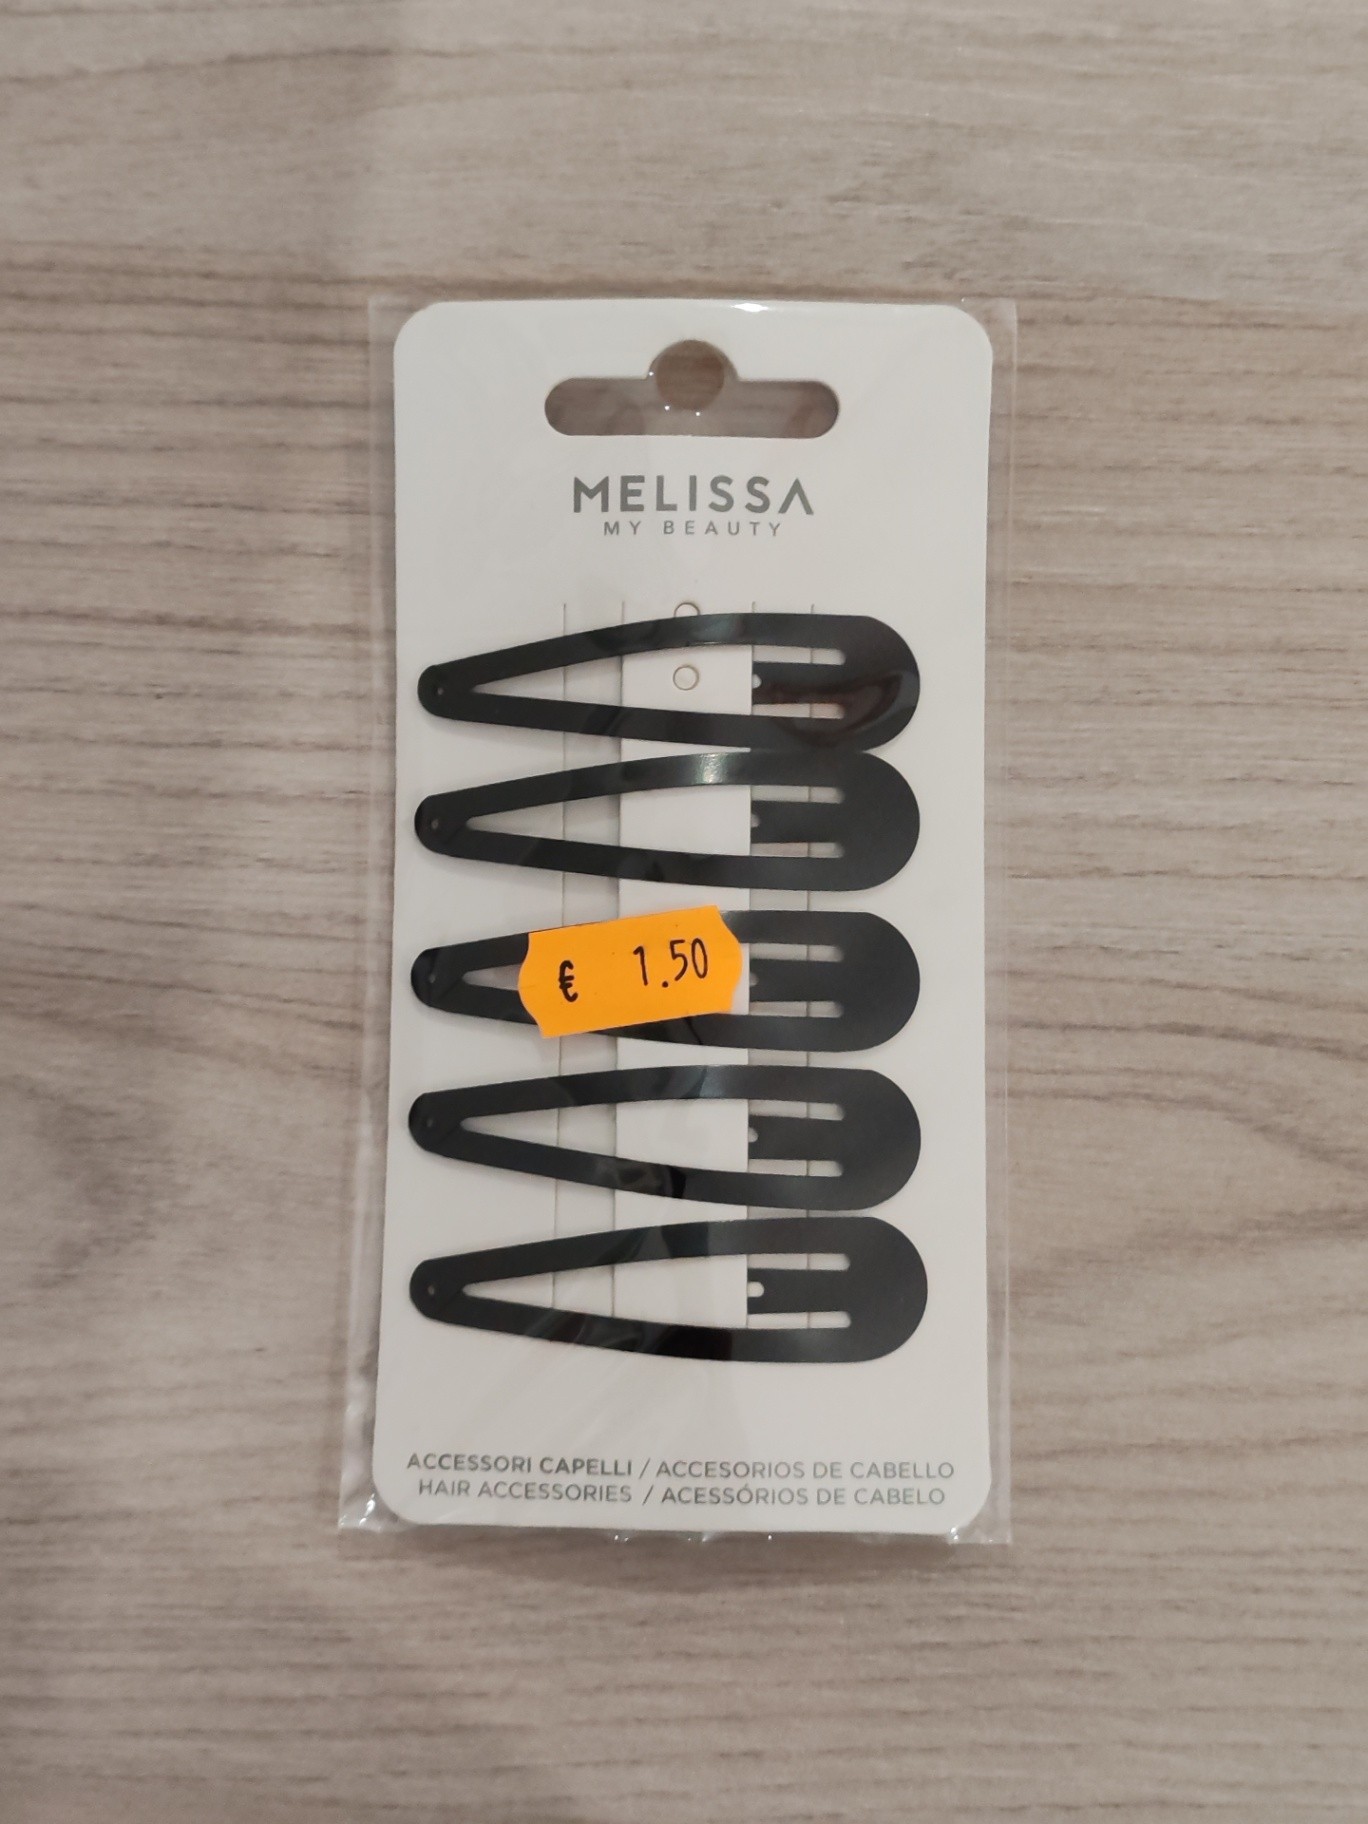 MELISSA
MY BEAUTY
€ 1.50
ACCESSORI CAPELLI / ACCESORIOS DE CABELLO
HAIR ACCESSORIES / ACESSÓRIOS DE CABELO